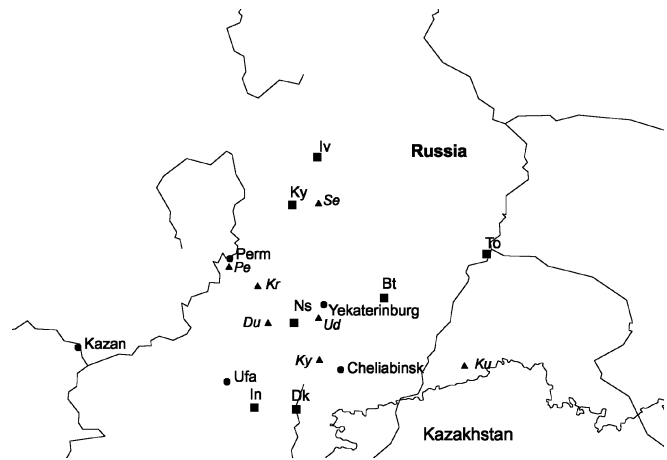 Iv
Russia
Ky
Se
To
Perm
Pe
Kr
Bt
Ns
Yekaterinburg
Du
Ud
Kazan
Ky
Cheliabinsk
Ku
Ufa
In
Dk
Kazakhstan